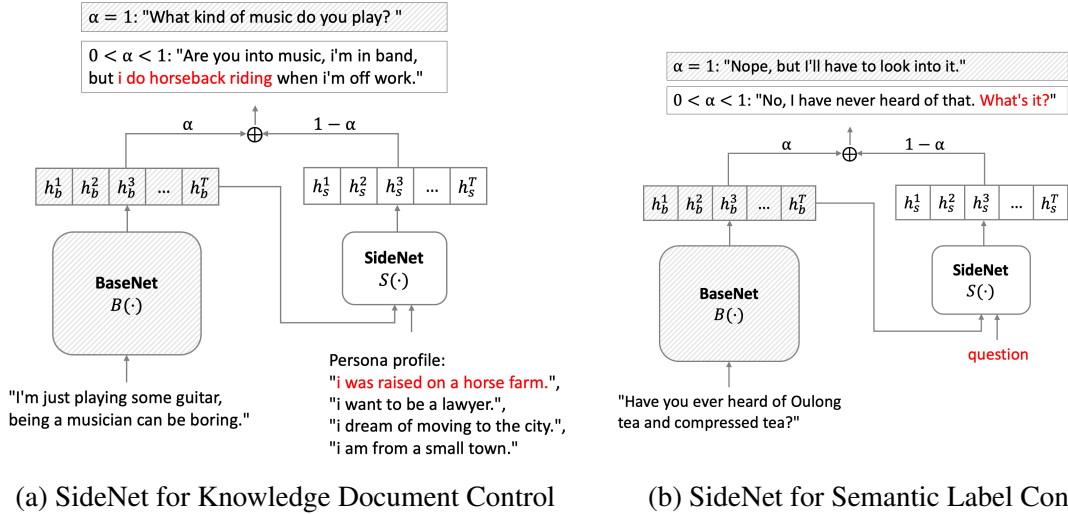 α = 1: "What kind of music do you play? "
0 < α < 1: "Are you into music, i'm in band,
but i do horseback riding when i'm off work."
α
1 − α
h_b^1 h_b^2 h_b^3 ... h_b^T
h_s^1 h_s^2 h_s^3 ... h_s^T
BaseNet
B(·)
SideNet
S(·)
"I'm just playing some guitar,
being a musician can be boring."
Persona profile:
"i was raised on a horse farm.",
"i want to be a lawyer.",
"i dream of moving to the city.",
"i am from a small town."
(a) SideNet for Knowledge Document Control
α = 1: "Nope, but I'll have to look into it."
0 < α < 1: "No, I have never heard of that. What's it?"
α
1 − α
h_b^1 h_b^2 h_b^3 ... h_b^T
h_s^1 h_s^2 h_s^3 ... h_s^T
BaseNet
B(·)
SideNet
S(·)
question
"Have you ever heard of Oulong
tea and compressed tea?"
(b) SideNet for Semantic Label Con